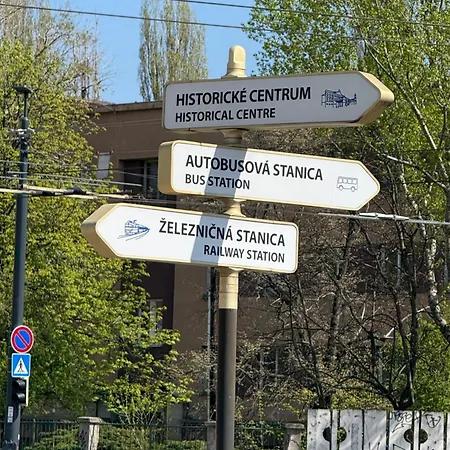 HISTORICKÉ CENTRUM
HISTORICAL CENTRE
AUTOBUSOVÁ STANICA
BUS STATION
ŽELEZNIČNÁ STANICA
RAILWAY STATION